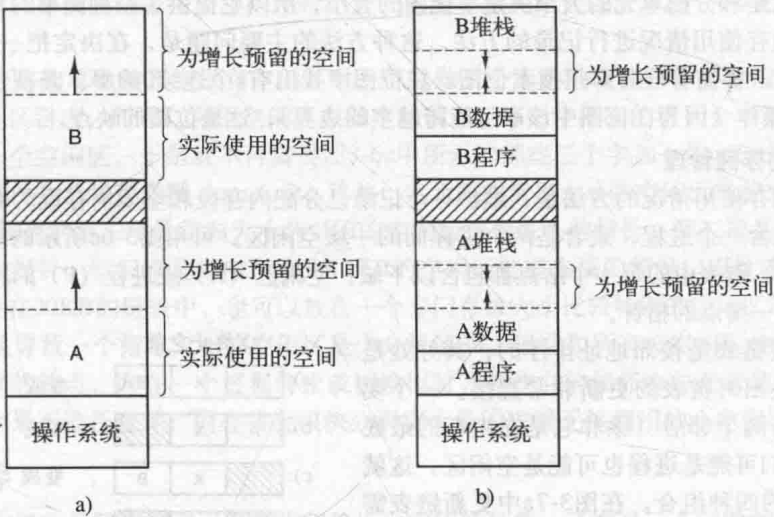 为增长预留的空间
B
实际使用的空间
为增长预留的空间
A
实际使用的空间
操作系统
a)
B堆栈
为增长预留的空间
B数据
B程序
A堆栈
为增长预留的空间
A数据
A程序
操作系统
b)